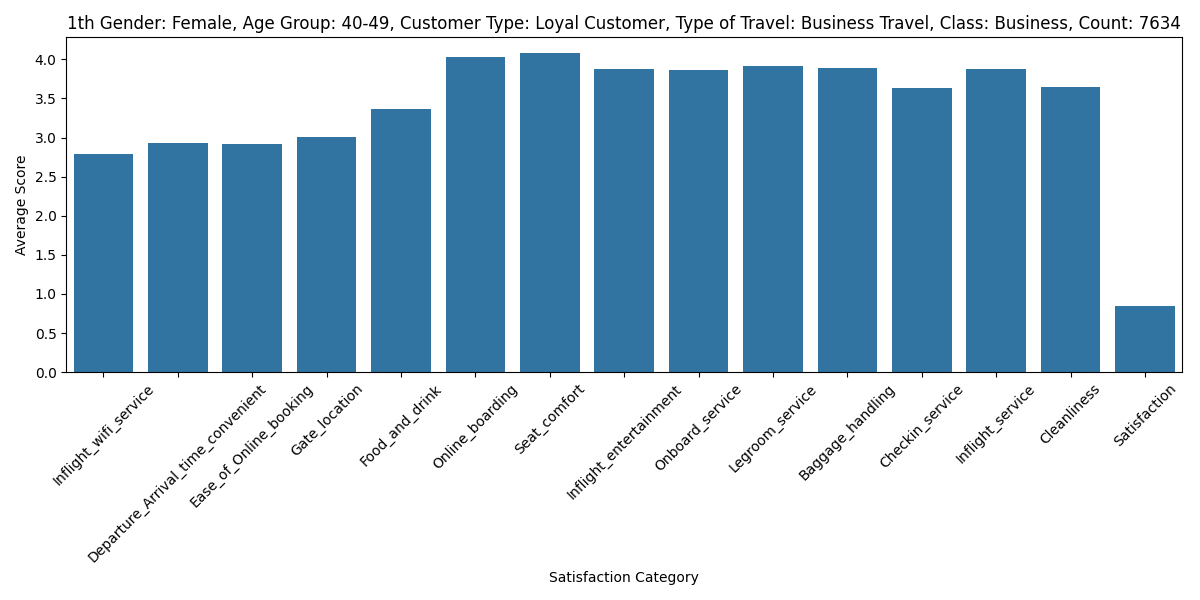 1th Gender: Female, Age Group: 40-49, Customer Type: Loyal Customer, Type of Travel: Business Travel, Class: Business, Count: 7634
4.0
3.5
3.0
2.5
2.0
1.5
1.0
0.5
0.0
Average Score
Inflight_wifi_service
Departure_Arrival_time_convenient
Ease_of_Online_booking
Gate_location
Food_and_drink
Online_boarding
Seat_comfort
Inflight_entertainment
Onboard_service
Legroom_service
Baggage_handling
Checkin_service
Inflight_service
Cleanliness
Satisfaction
Satisfaction Category